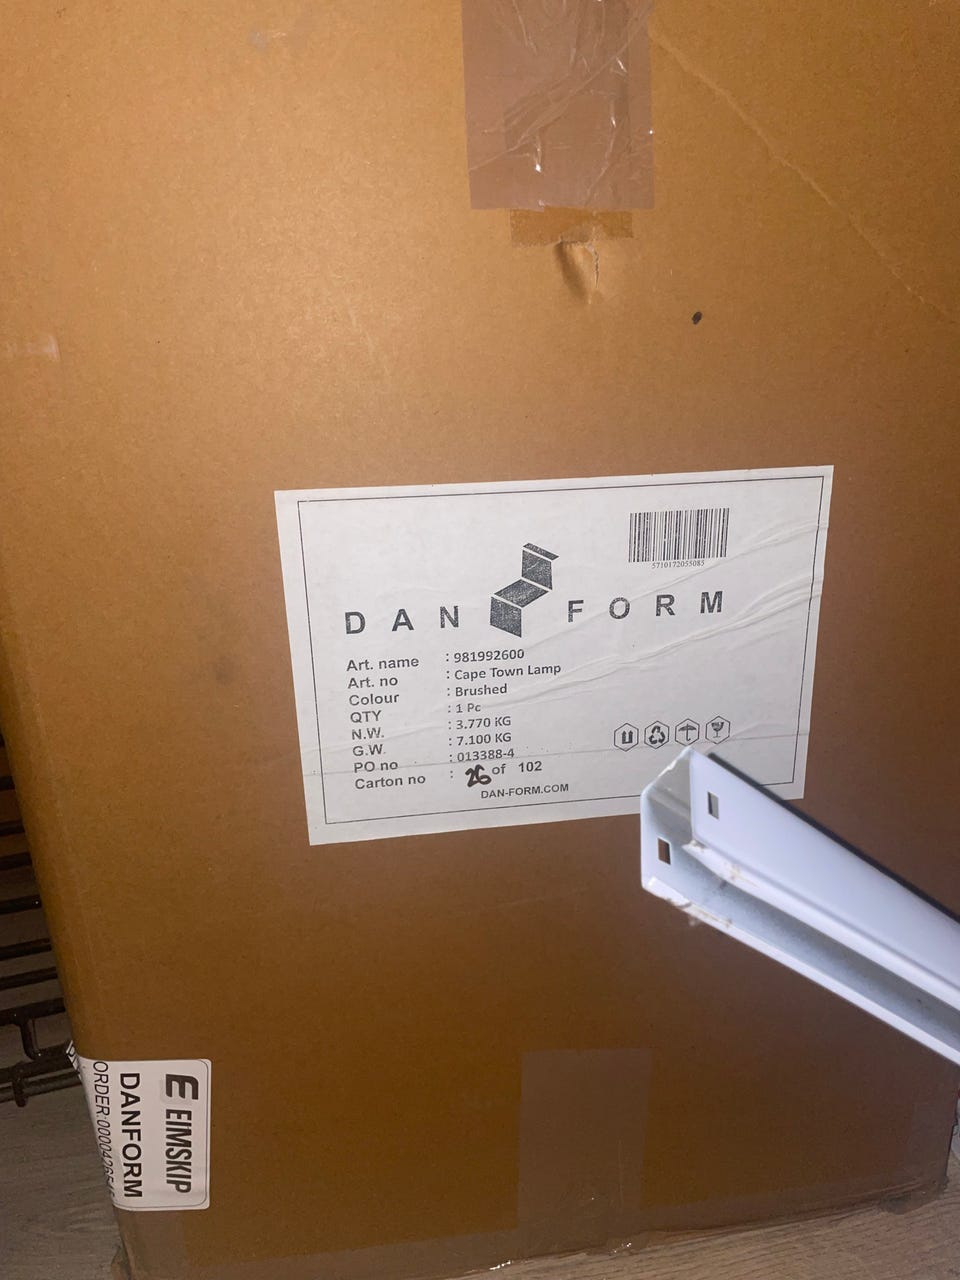 5710172055085
DAN FORM
Art. name : 981992600
Art. no : Cape Town Lamp
Colour : Brushed
QTY : 1 Pc
N.W. : 3.770 KG
G.W. : 7.100 KG
PO no : 013388-4
Carton no : 26 of 102
DAN-FORM.COM
E EIMSKIP
DANFORM